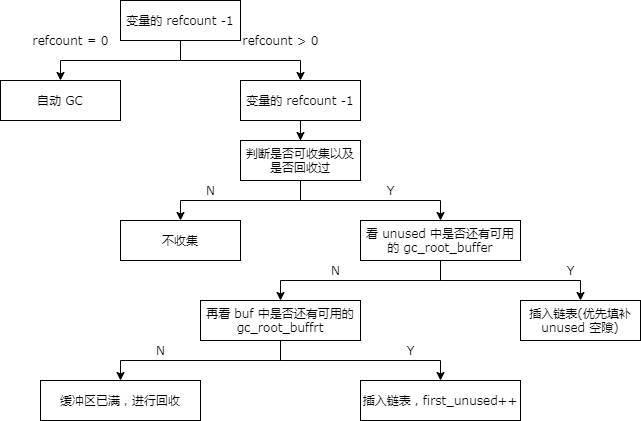 变量的 refcount -1
refcount = 0
refcount > 0
自动 GC
变量的 refcount -1
判断是否可收集以及
是否回收过
N
Y
不收集
看 unused 中是否还有可用
的 gc_root_buffer
N
Y
再看 buf 中是否还有可用的
gc_root_buffrt
插入链表(优先填补
unused 空隙)
N
Y
缓冲区已满，进行回收
插入链表，first_unused++